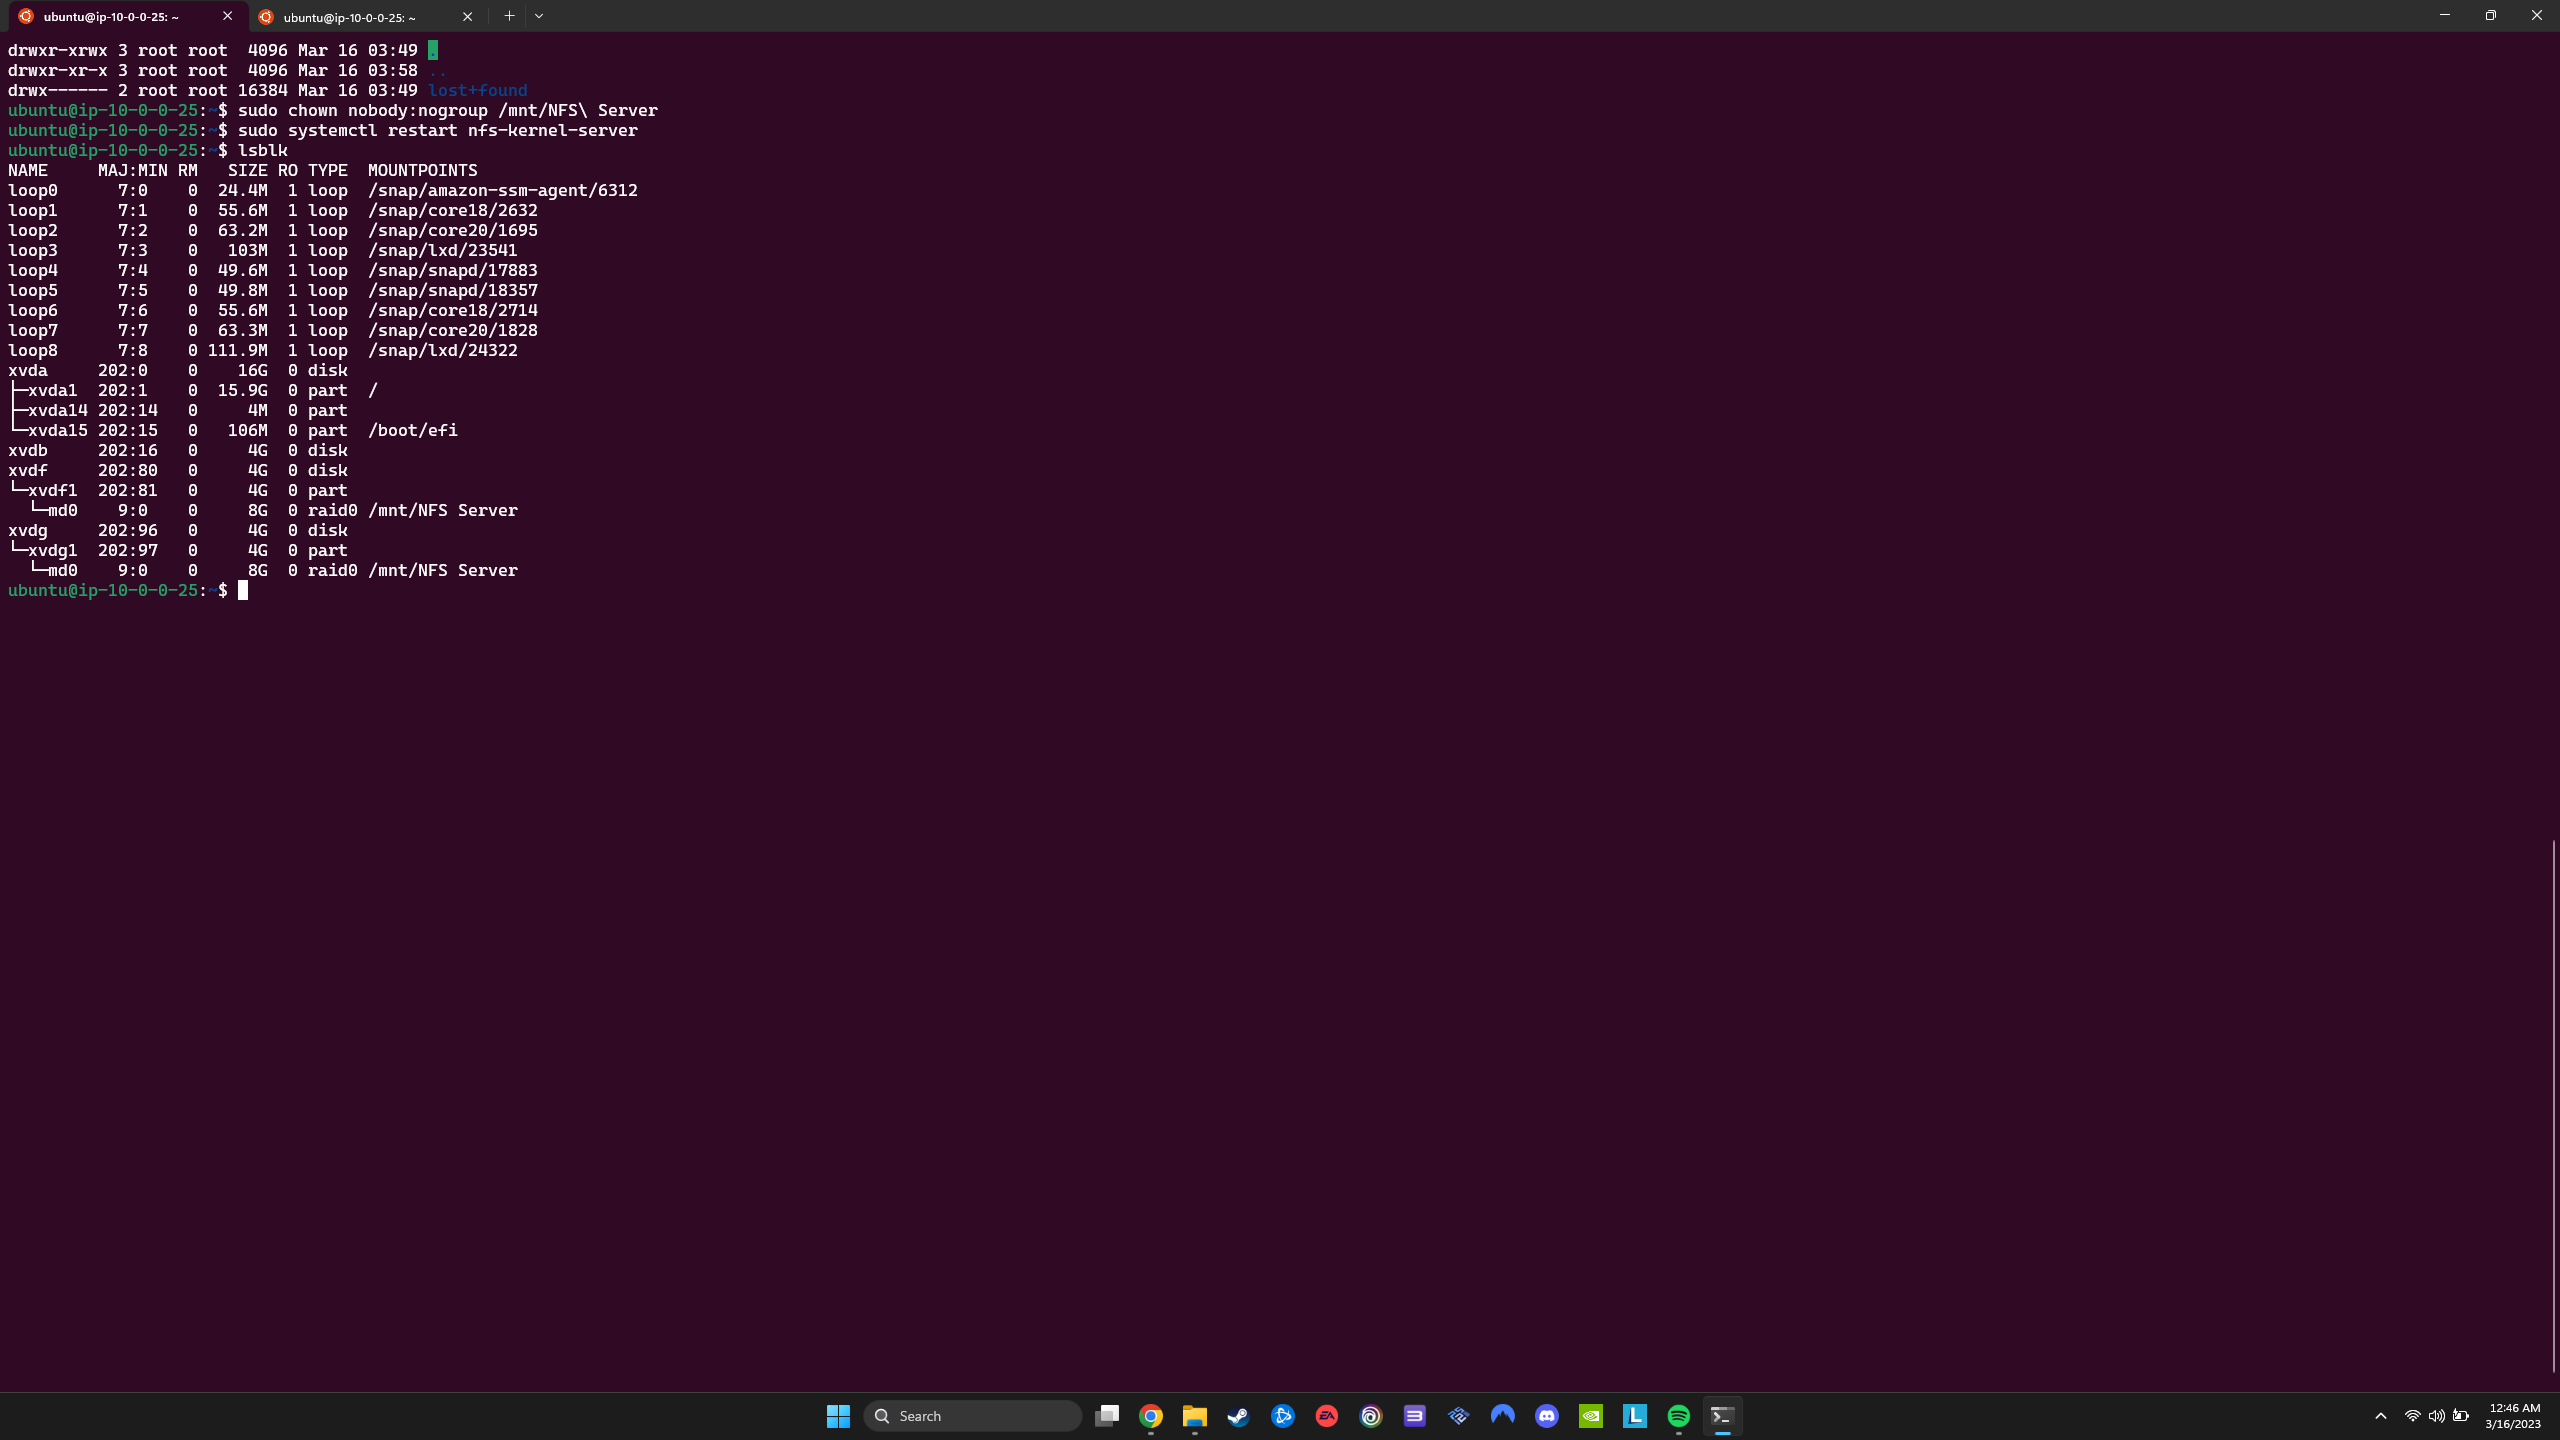 ubuntu@ip-10-0-0-25: ~
ubuntu@ip-10-0-0-25: ~
drwxr-xrwx 3 root root  4096 Mar 16 03:49 .
drwxr-xr-x 3 root root  4096 Mar 16 03:58 ..
drwx------ 2 root root 16384 Mar 16 03:49 lost+found
ubuntu@ip-10-0-0-25:~$ sudo chown nobody:nogroup /mnt/NFS\ Server
ubuntu@ip-10-0-0-25:~$ sudo systemctl restart nfs-kernel-server
ubuntu@ip-10-0-0-25:~$ lsblk
NAME     MAJ:MIN RM   SIZE RO TYPE  MOUNTPOINTS
loop0      7:0    0  24.4M  1 loop  /snap/amazon-ssm-agent/6312
loop1      7:1    0  55.6M  1 loop  /snap/core18/2632
loop2      7:2    0  63.2M  1 loop  /snap/core20/1695
loop3      7:3    0   103M  1 loop  /snap/lxd/23541
loop4      7:4    0  49.6M  1 loop  /snap/snapd/17883
loop5      7:5    0  49.8M  1 loop  /snap/snapd/18357
loop6      7:6    0  55.6M  1 loop  /snap/core18/2714
loop7      7:7    0  63.3M  1 loop  /snap/core20/1828
loop8      7:8    0 111.9M  1 loop  /snap/lxd/24322
xvda     202:0    0    16G  0 disk
├─xvda1  202:1    0  15.9G  0 part  /
├─xvda14 202:14   0     4M  0 part
└─xvda15 202:15   0   106M  0 part  /boot/efi
xvdb     202:16   0     4G  0 disk
xvdf     202:80   0     4G  0 disk
└─xvdf1  202:81   0     4G  0 part
  └─md0    9:0    0     8G  0 raid0 /mnt/NFS Server
xvdg     202:96   0     4G  0 disk
└─xvdg1  202:97   0     4G  0 part
  └─md0    9:0    0     8G  0 raid0 /mnt/NFS Server
ubuntu@ip-10-0-0-25:~$
Search
12:46 AM
3/16/2023